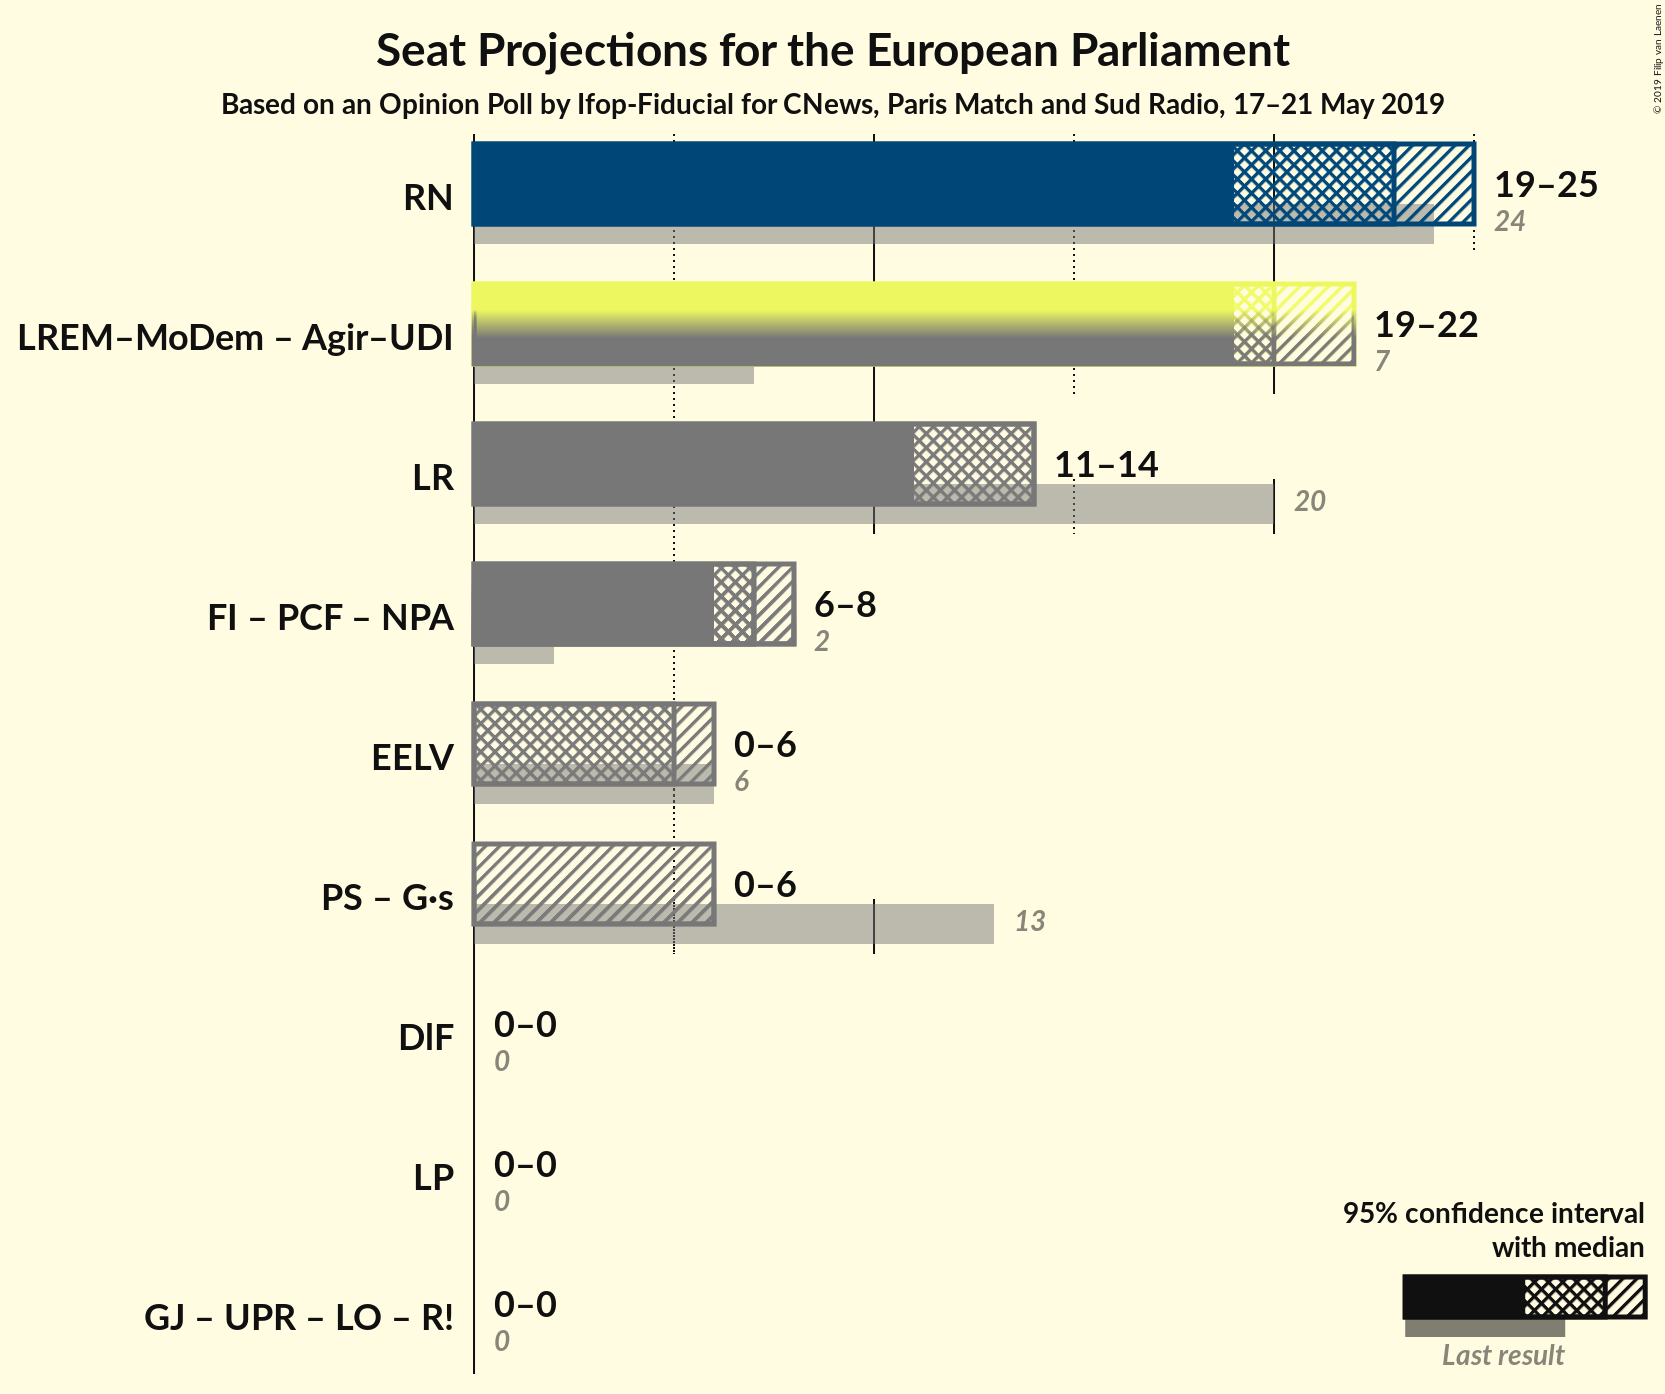 Seat Projections for the European Parliament
Based on an Opinion Poll by Ifop-Fiducial for CNews, Paris Match and Sud Radio, 17–21 May 2019
© 2019 Filip van Laenen
RN
19–25
24
LREM–MoDem – Agir–UDI
19–22
7
LR
11–14
20
FI – PCF – NPA
6–8
2
EELV
0–6
6
PS – G·s
0–6
13
DlF
0–0
0
LP
0–0
0
GJ – UPR – LO – R!
0–0
0
95% confidence interval
with median
Last result